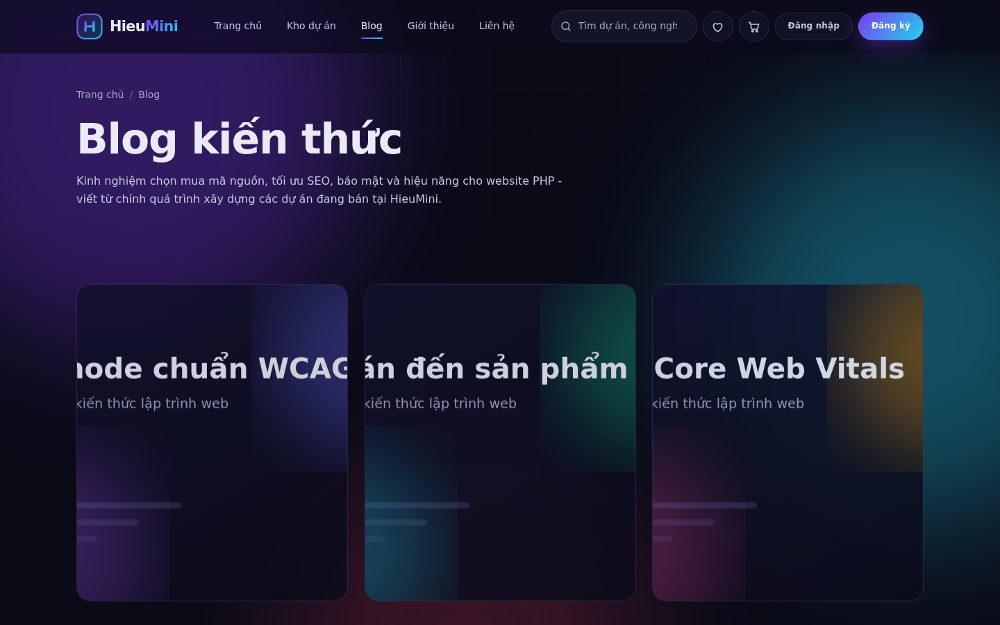 HieuMini
Trang chủ
Kho dự án
Blog
Giới thiệu
Liên hệ
Tìm dự án, công
Đăng nhập
Đăng ký
Trang chủ / Blog
Blog kiến thức
Kinh nghiệm chọn mua mã nguồn, tối ưu SEO, bảo mật và hiệu năng cho website PHP -
viết từ chính quá trình xây dựng các dự án đang bán tại HieuMini.
chuẩn WCAG
kiến thức lập trình web
án đến sản phẩm
kiến thức lập trình web
Core Web Vitals
kiến thức lập trình web